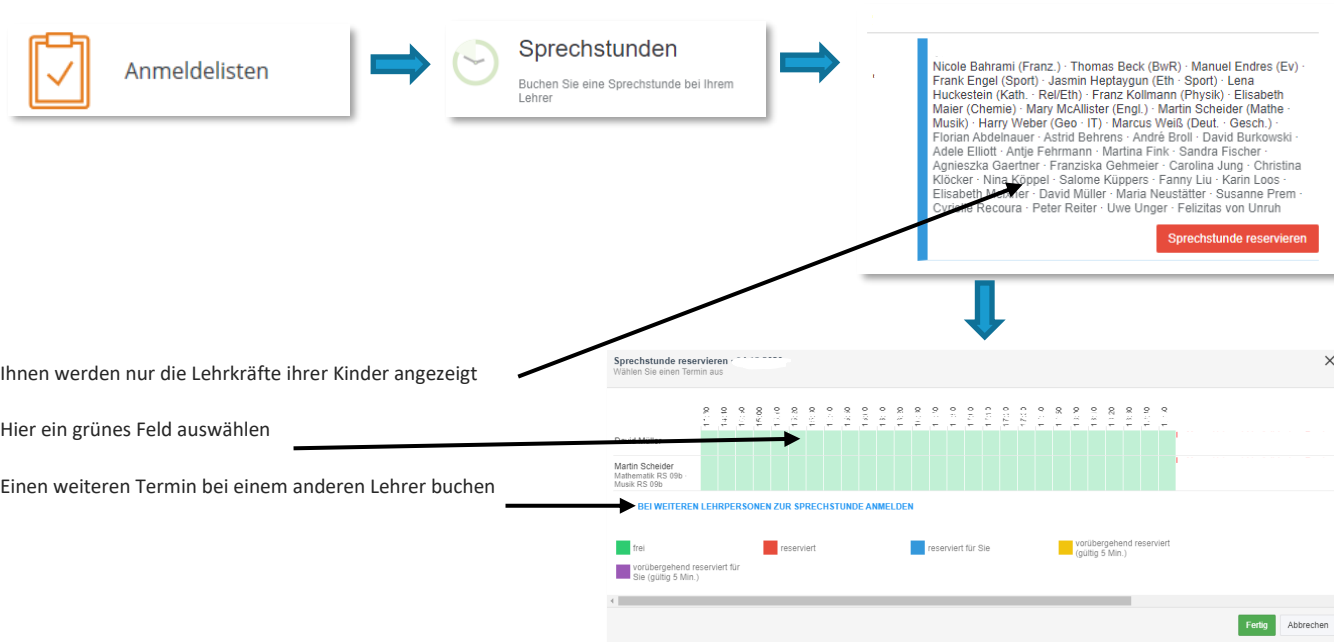 Anmeldelisten
Sprechstunden
Buchen Sie eine Sprechstunde bei Ihrem
Lehrer
Nicole Bahrami (Franz.) · Thomas Beck (BwR) · Manuel Endres (Ev) ·
Frank Engel (Sport) · Jasmin Heptaygun (Eth · Sport) · Lena
Huckestein (Kath. · Rel/Eth) · Franz Kollmann (Physik) · Elisabeth
Maier (Chemie) · Mary McAllister (Engl.) · Martin Scheider (Mathe ·
Musik) · Harry Weber (Geo · IT) · Marcus Weiß (Deut. · Gesch.) ·
Florian Abdelnauer · Astrid Behrens · Andrè Broll · David Burkowski ·
Adele Elliott · Antje Fehrmann · Martina Fink · Sandra Fischer ·
Agnieszka Gaertner · Franziska Gehmeier · Carolina Jung · Christina
Klöcker · Nina Köppel · Salome Küppers · Fanny Liu · Karin Loos ·
Elisabeth · David Müller · Maria Neustätter · Susanne Prem ·
Recoura · Peter Reiter · Uwe Unger · Felizitas von Unruh
Sprechstunde reservieren
Ihnen werden nur die Lehrkräfte ihrer Kinder angezeigt
Hier ein grünes Feld auswählen
Einen weiteren Termin bei einem anderen Lehrer buchen
Sprechstunde reservieren ·
Wählen Sie einen Termin aus
15:00
David Müller
Martin Scheider
Mathematik RS 09b
Musik RS 09b
BEI WEITEREN LEHRPERSONEN ZUR SPRECHSTUNDE ANMELDEN
frei
reserviert
reserviert für Sie
vorübergehend reserviert
(gültig 5 Min.)
vorübergehend reserviert für
Sie (gültig 5 Min.)
Fertig
Abbrechen